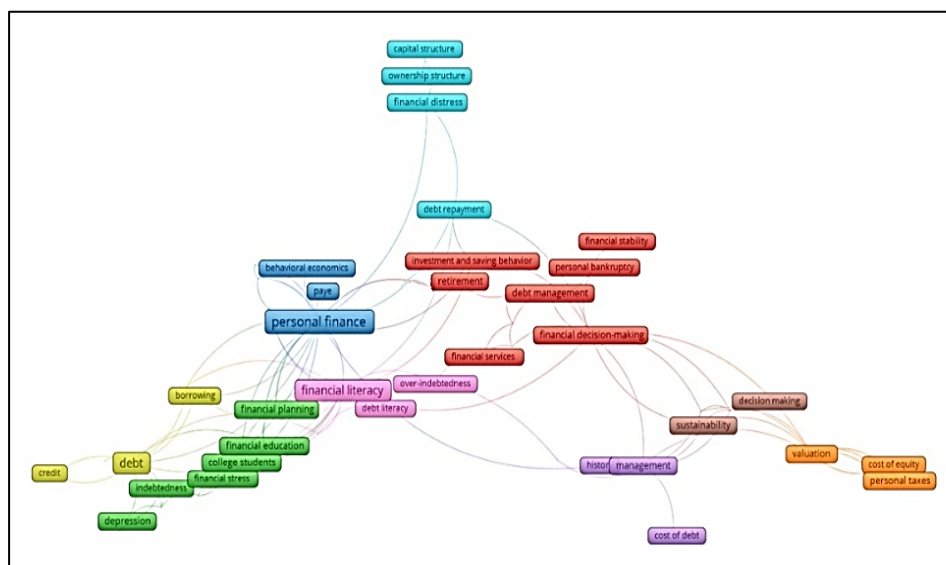 capital structure
ownership structure
financial distress
debt repayment
financial stability
investment and saving behavior
behavioral economics
personal bankruptcy
retirement
paye
debt management
personal finance
financial decision-making
financial services
over-indebtedness
financial literacy
borrowing
decision making
financial planning
debt literacy
sustainability
financial education
valuation
debt
college students
histor
management
cost of equity
credit
financial stress
personal taxes
indebtedness
depression
cost of debt